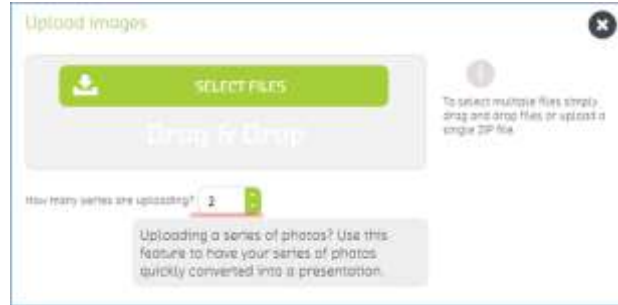 Upload images
SELECT FILES
Drag & Drop
To select multiple files simply
drag and drop files or upload a
single ZIP file.
How many series are uploading? 2
Uploading a series of photos? Use this
feature to have your series of photos
quickly converted into a presentation.